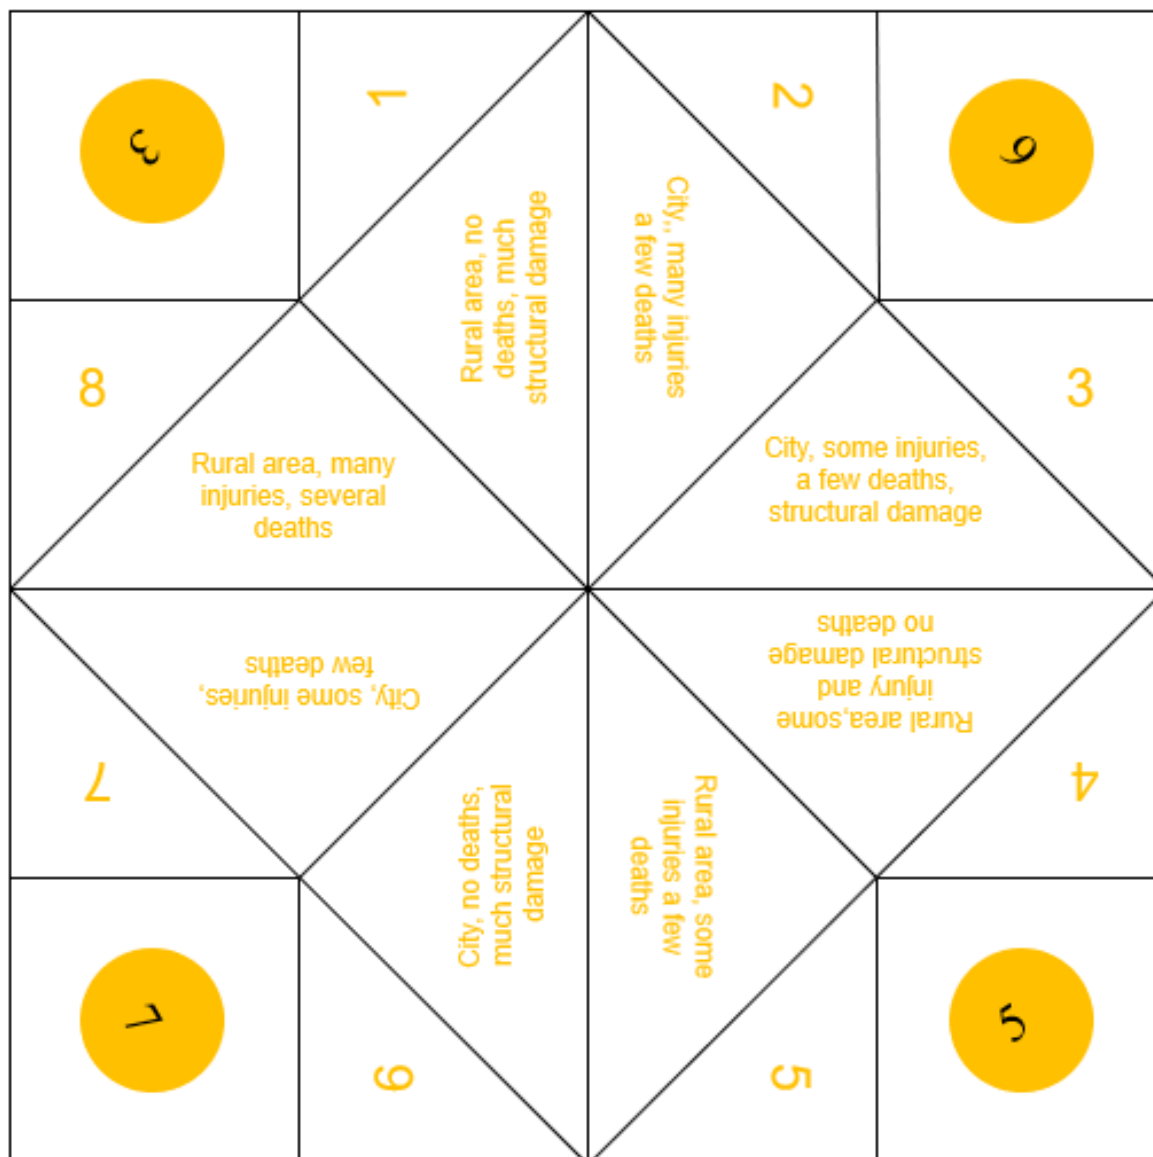 3
1
2
6
Rural area, no
deaths, much
structural damage
City,, many injuries
a few deaths
8
3
Rural area, many
injuries, several
deaths
City, some injuries,
a few deaths,
structural damage
City, some injuries,
few deaths
Rural area,some
injury and
structural damage
no deaths
7
4
City, no deaths,
much structural
damage
Rural area, some
injuries a few
deaths
7
6
5
5